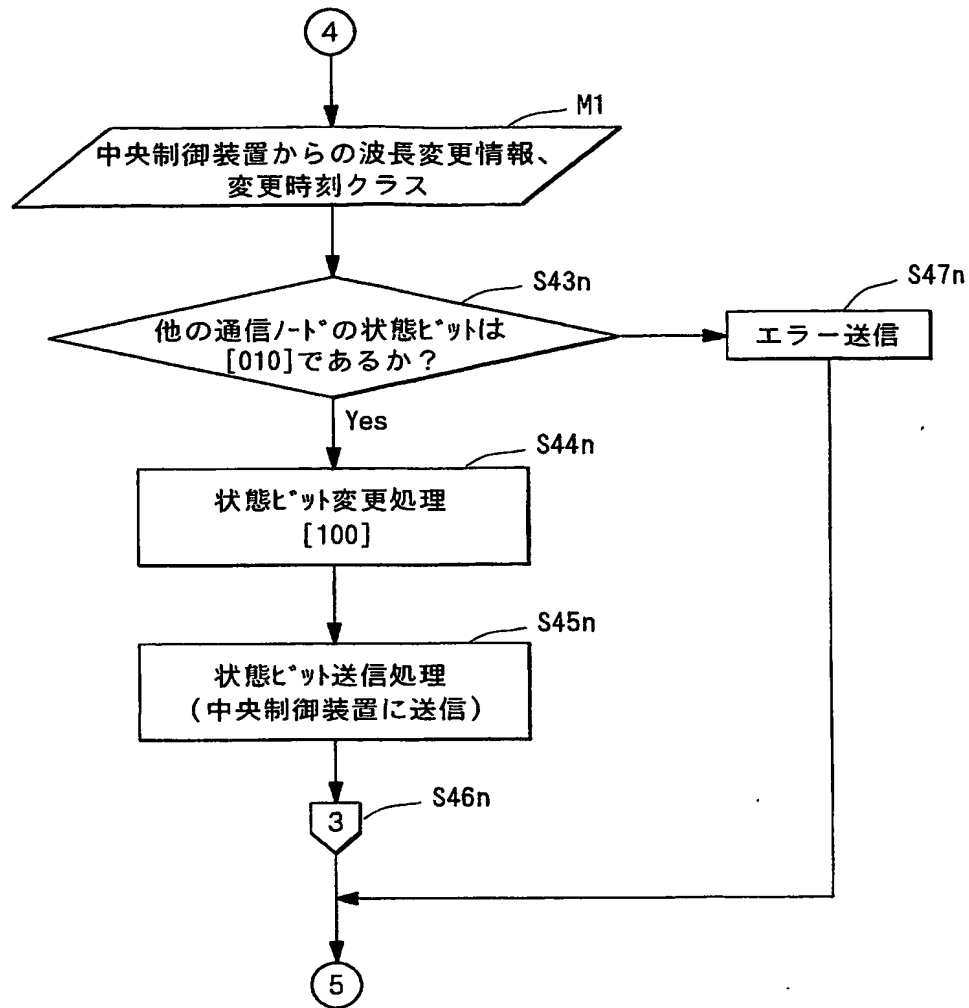 4
M1
中央制御装置からの波長変更情報、
変更時刻クラス
S43n
S47n
他の通信ﾉｰﾄﾞの状態ﾋﾞｯﾄは
[010]であるか？
エラー送信
Yes
S44n
状態ﾋﾞｯﾄ変更処理
[100]
S45n
状態ﾋﾞｯﾄ送信処理
(中央制御装置に送信)
S46n
3
5